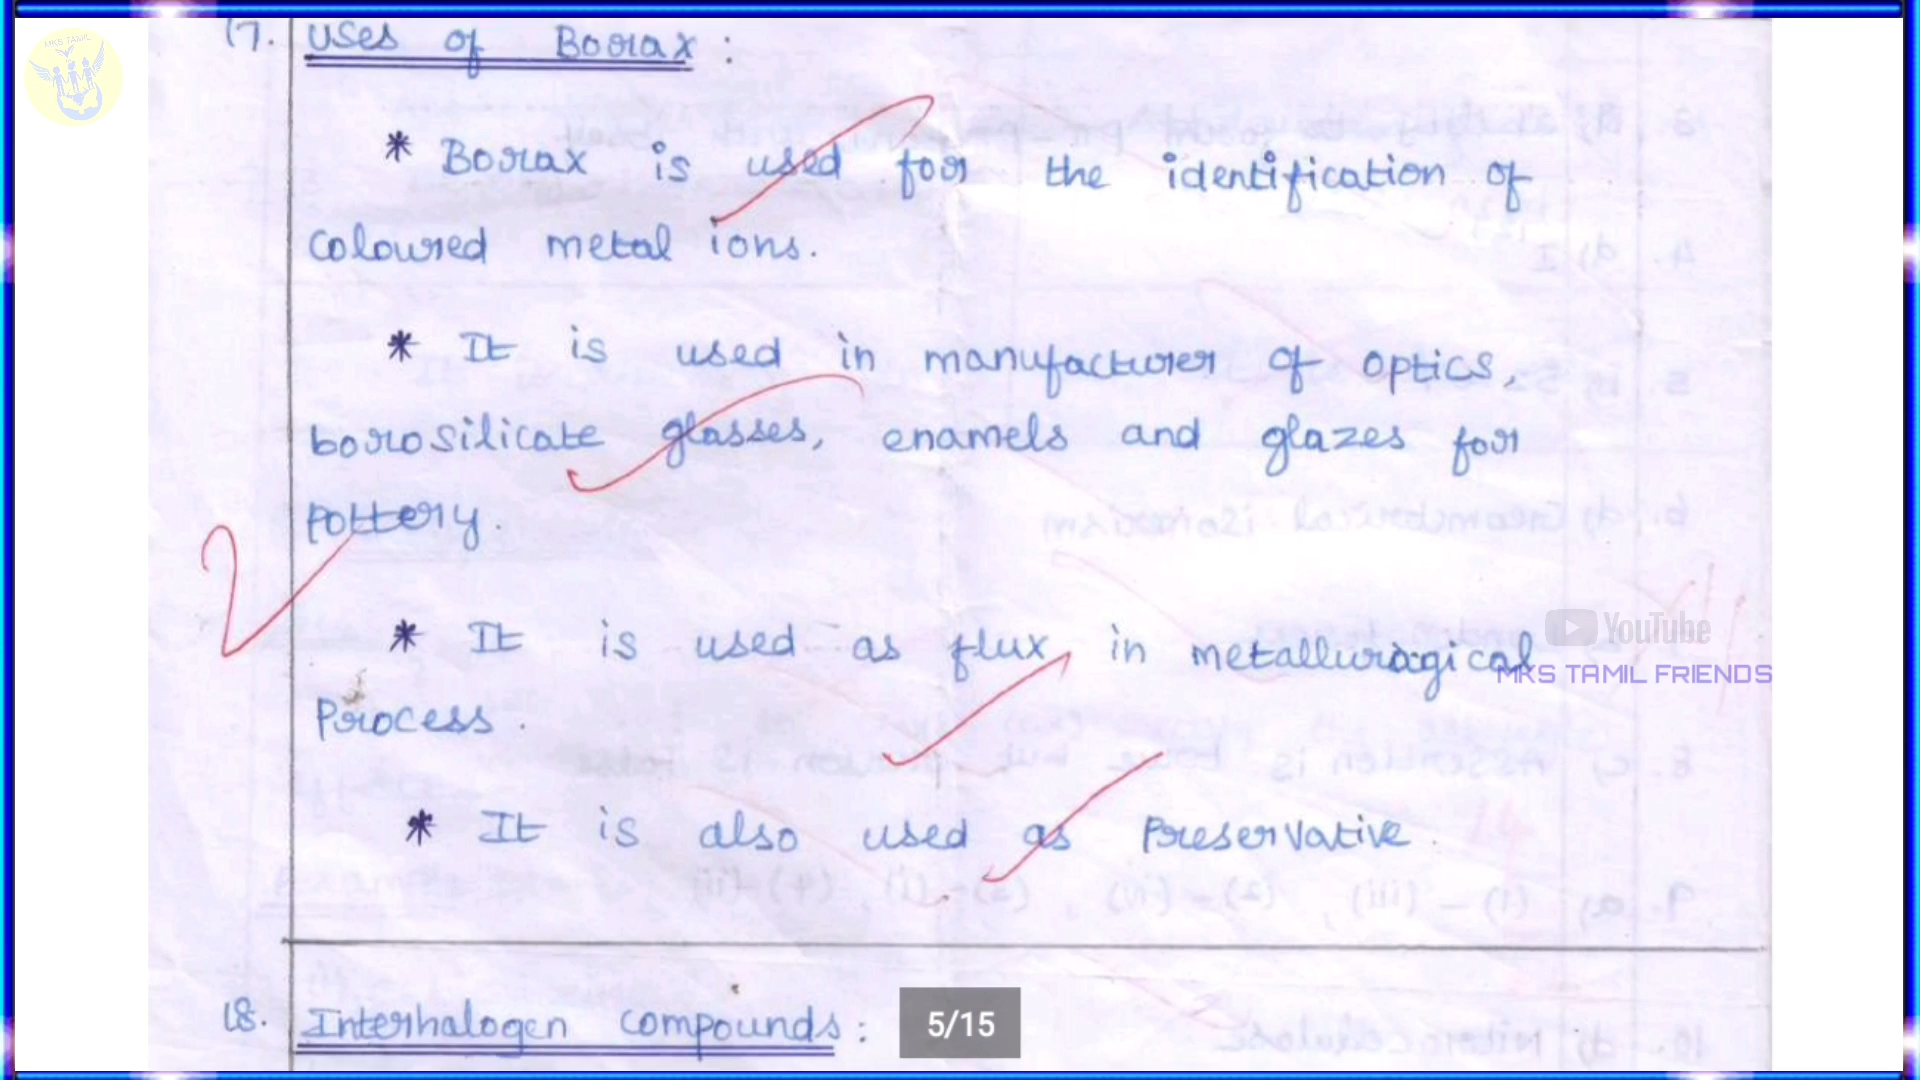 MKS TAMIL
17. Uses of Borax :
* Borax is used for the identification of
coloured metal ions.
* It is used in manufacturer of optics,
borosilicate glasses, enamels and glazes for
pottery.
2
* It is used as flux in metallurgical
Process.
* It is also used as Preservative.
18. Interhalogen compounds :
5/15
YouTube
MKS TAMIL FRIENDS